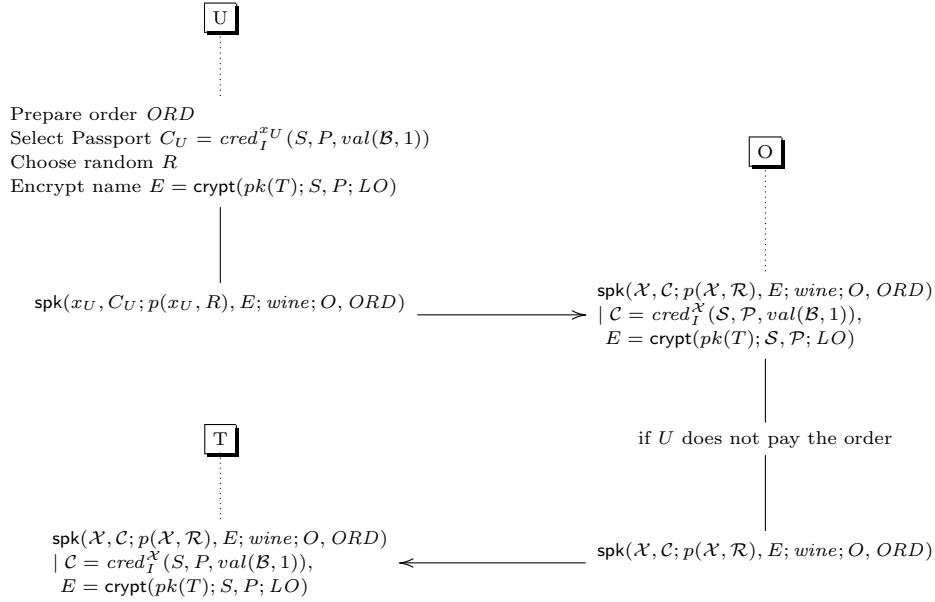 U
Prepare order ORD
Select Passport C_U = cred_I^{x_U}(S, P, val(ℬ, 1))
Choose random R
Encrypt name E = crypt(pk(T); S, P; LO)
O
spk(x_U, C_U; p(x_U, R), E; wine; O, ORD)
spk(𝒳, 𝒞; p(𝒳, ℛ), E; wine; O, ORD)
| 𝒞 = cred_I^𝒳(𝒮, 𝒫, val(ℬ, 1)),
E = crypt(pk(T); 𝒮, 𝒫; LO)
if U does not pay the order
T
spk(𝒳, 𝒞; p(𝒳, ℛ), E; wine; O, ORD)
| 𝒞 = cred_I^𝒳(S, P, val(ℬ, 1)),
E = crypt(pk(T); S, P; LO)
spk(𝒳, 𝒞; p(𝒳, ℛ), E; wine; O, ORD)